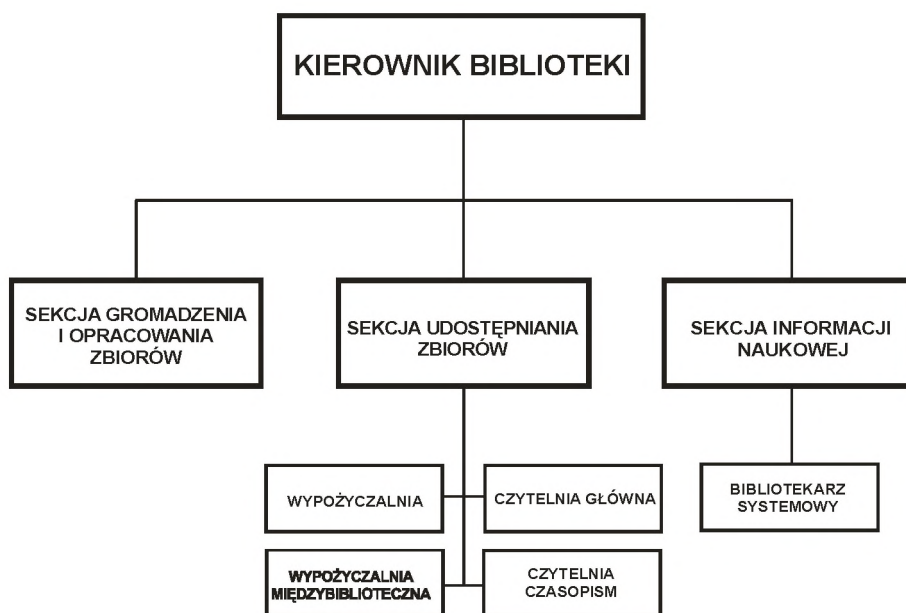 KIEROWNIK BIBLIOTEKI
SEKCJA GROMADZENIA
I OPRACOWANIA
ZBIORÓW
SEKCJA UDOSTĘPNIANIA
ZBIORÓW
SEKCJA INFORMACJI
NAUKOWEJ
WYPOŻYCZALNIA
CZYTELNIA GŁÓWNA
BIBLIOTEKARZ
SYSTEMOWY
WYPOŻYCZALNIA
MIĘDZYBIBLIOTECZNA
CZYTELNIA
CZASOPISM